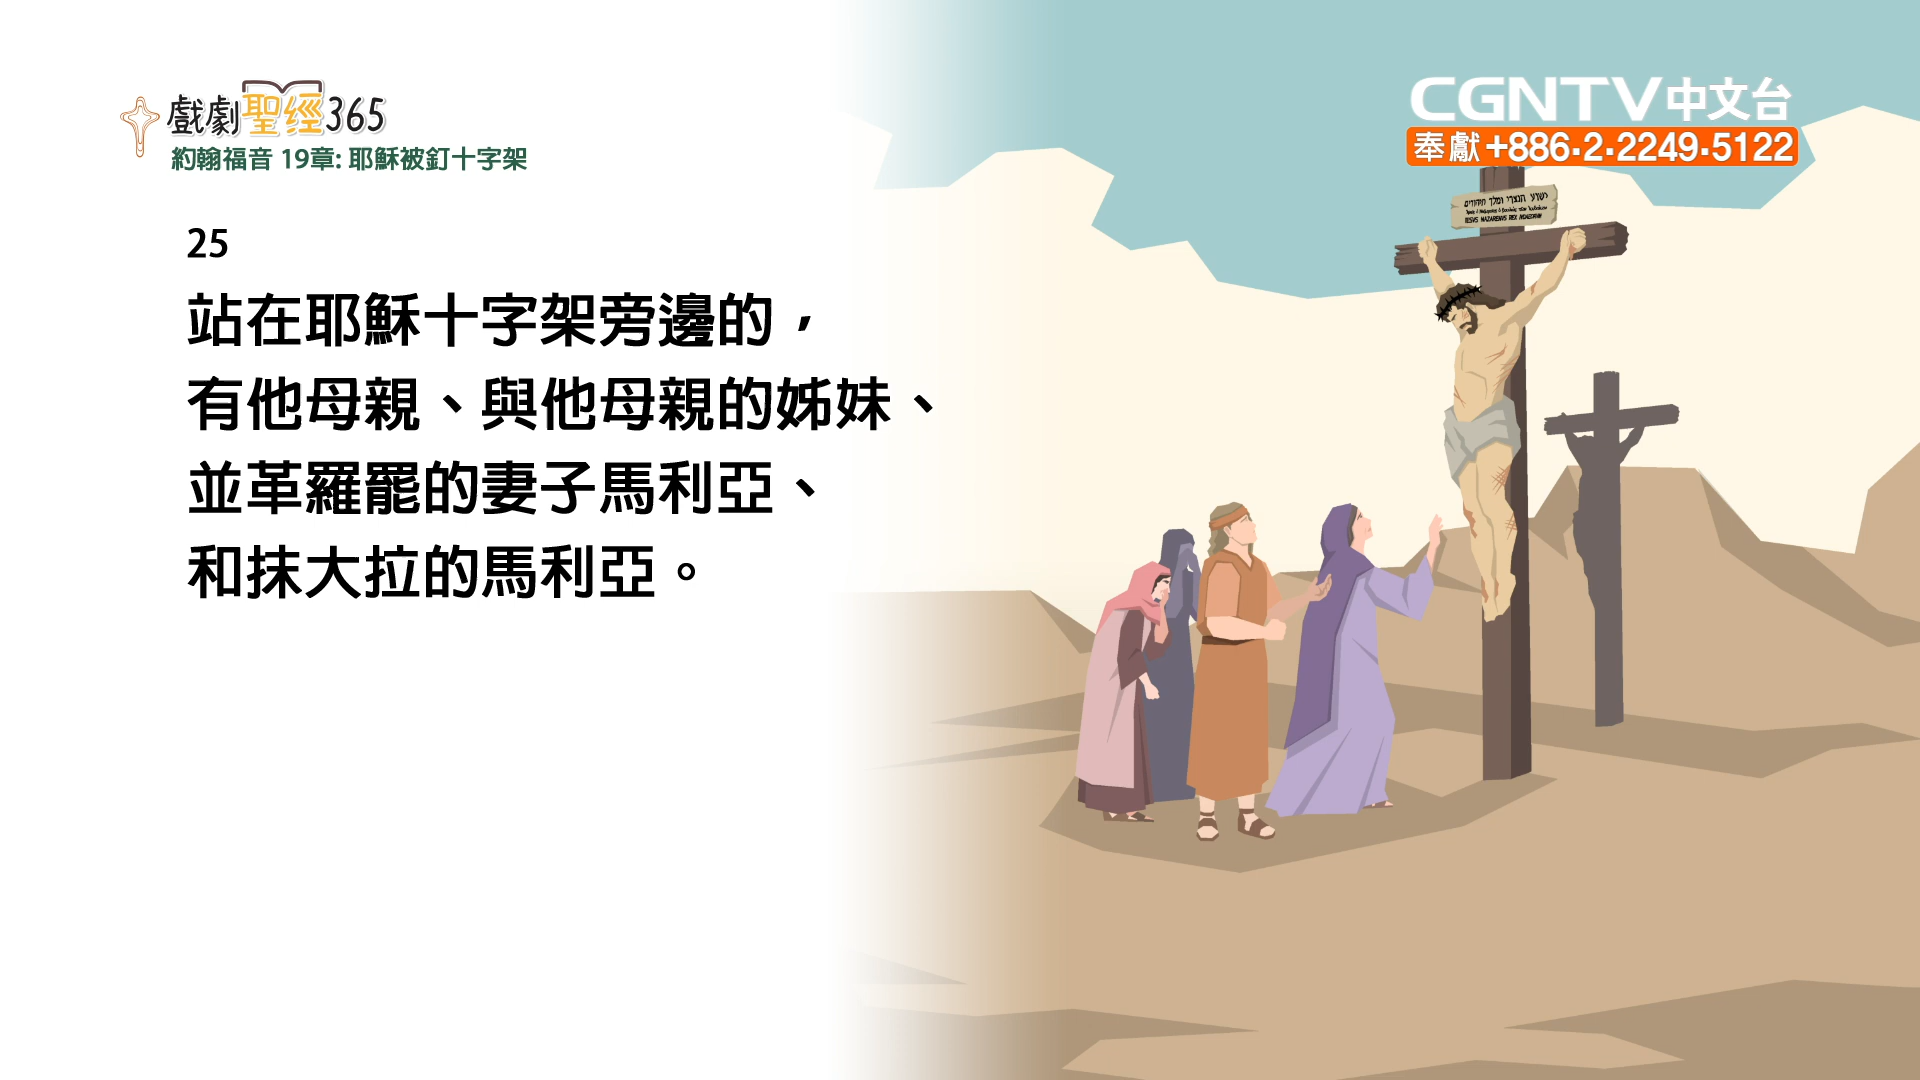 戲劇聖經365
約翰福音 19章: 耶穌被釘十字架
CGNTV中文台
奉獻 +886·2·2249·5122
25
站在耶穌十字架旁邊的，
有他母親、與他母親的姊妹、
並革羅罷的妻子馬利亞、
和抹大拉的馬利亞。